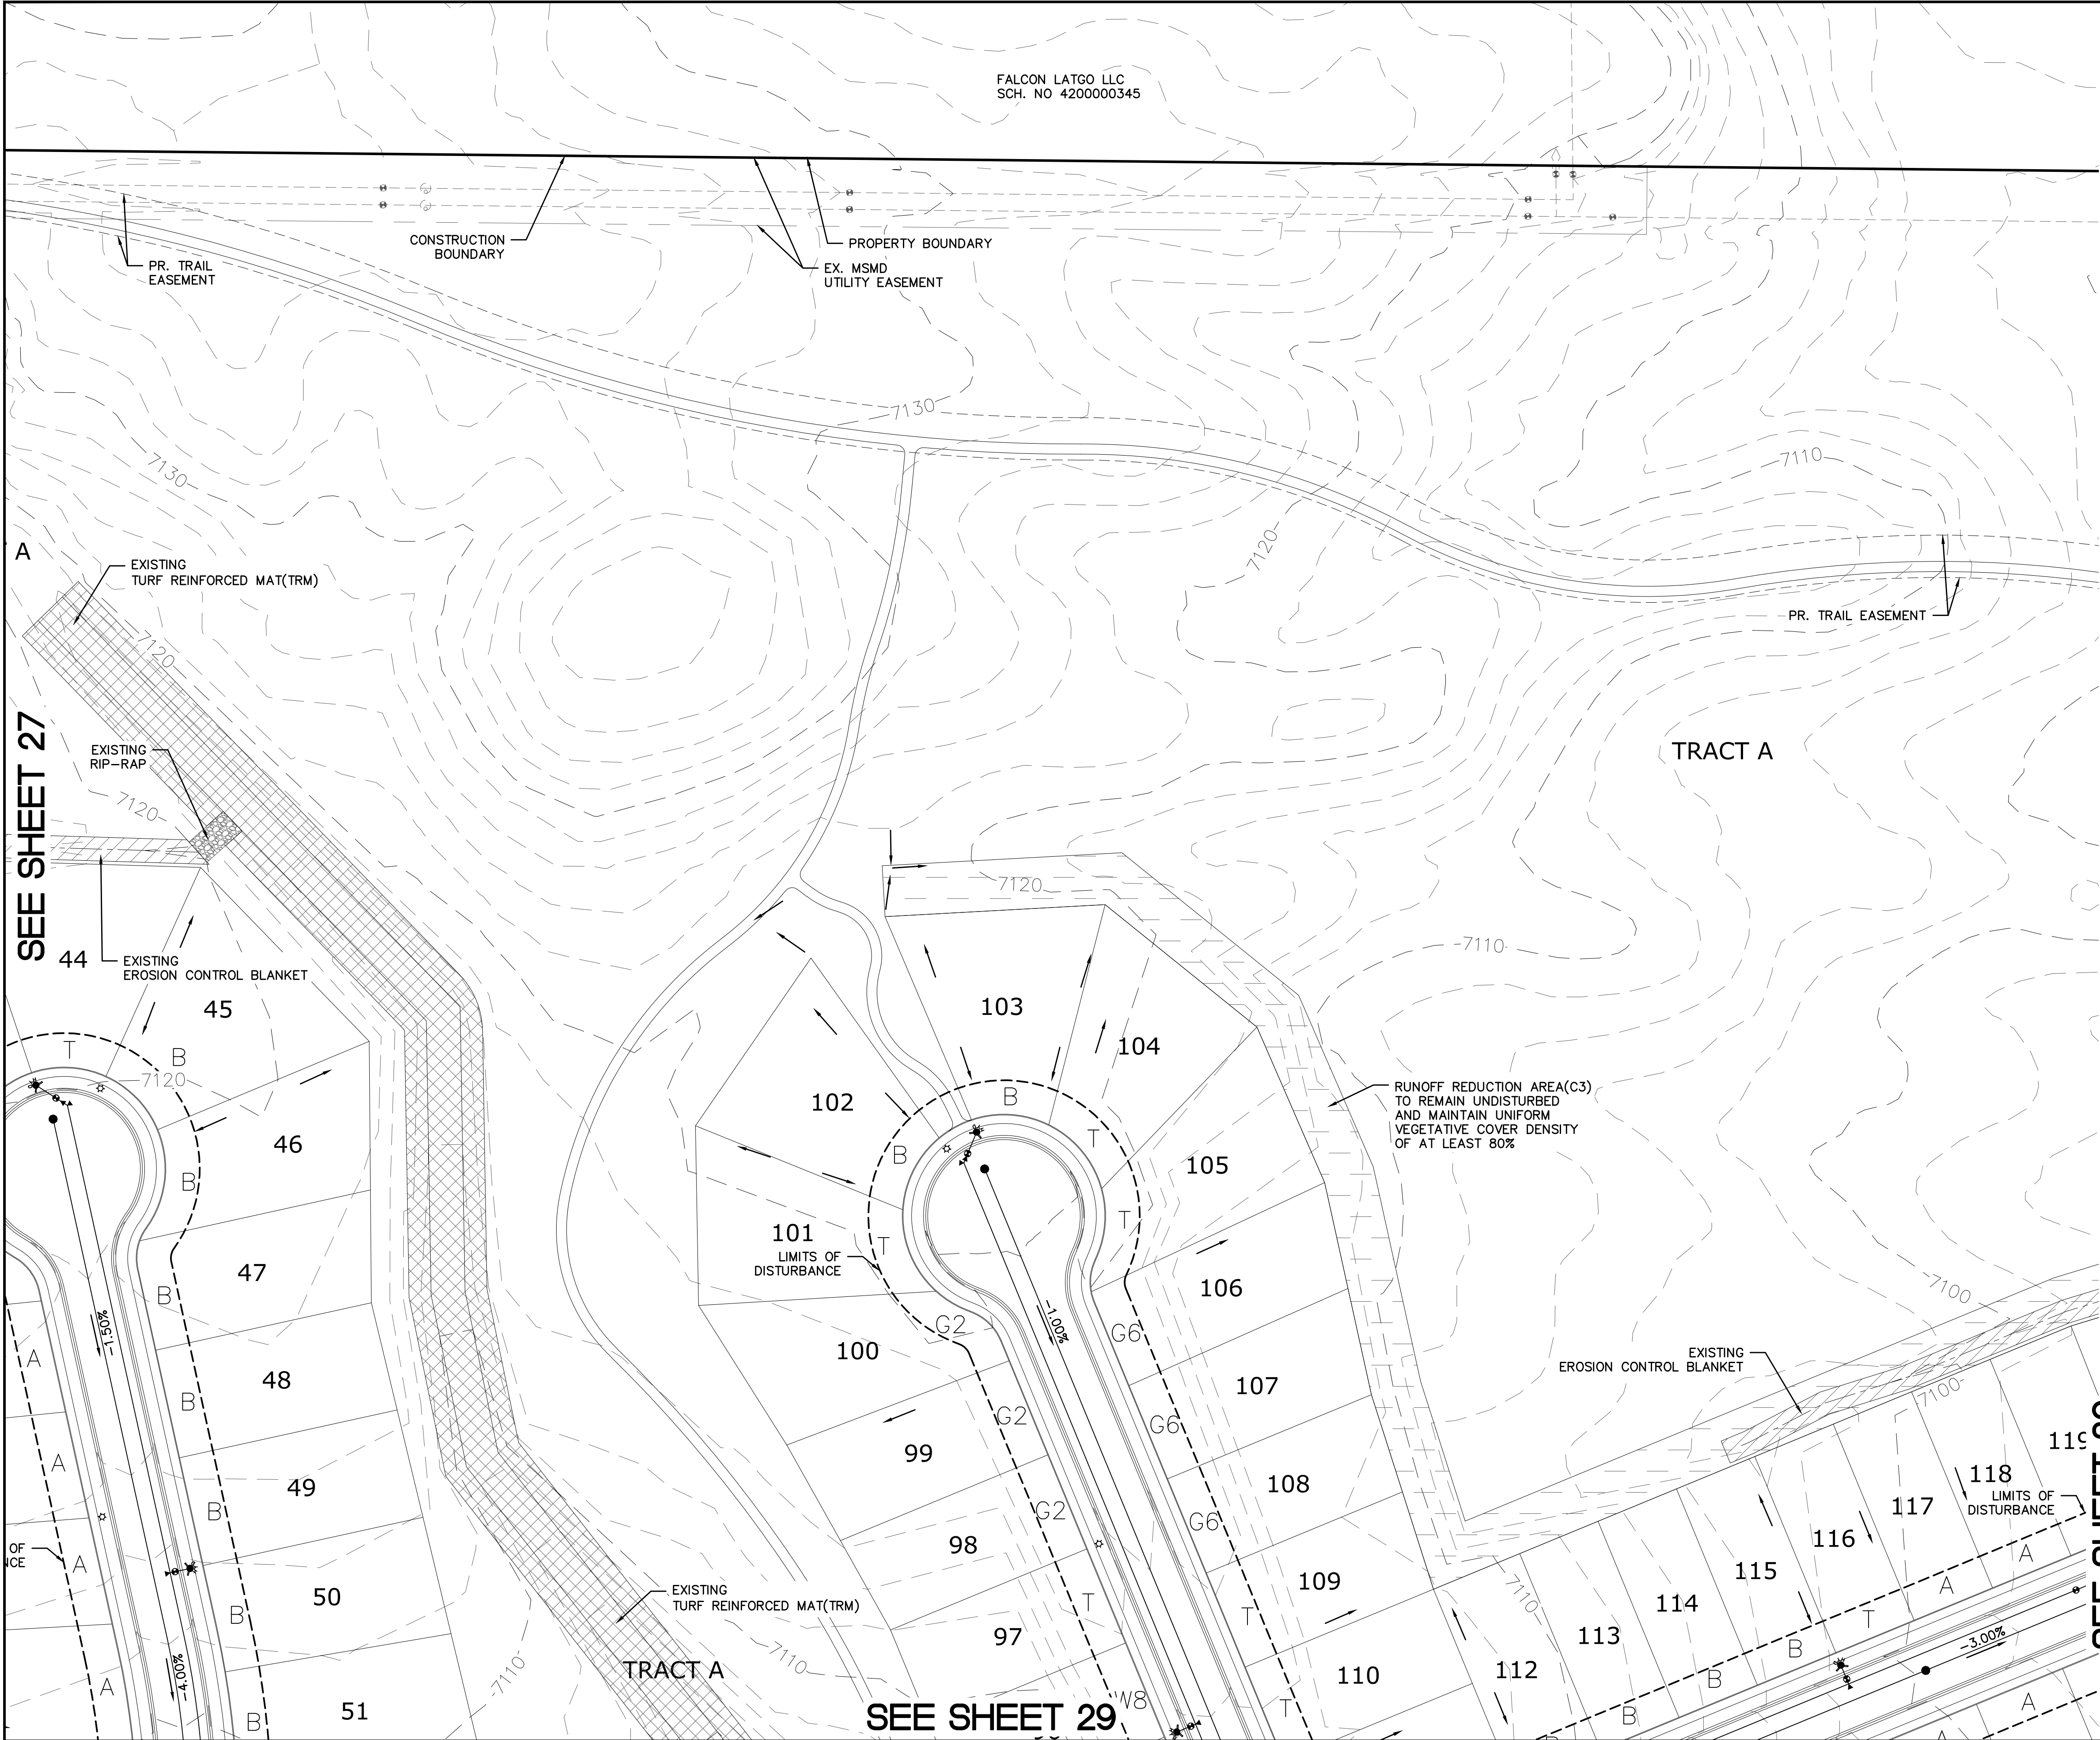 FALCON LATGO LLC
SCH. NO 4200000345
CONSTRUCTION
BOUNDARY
PROPERTY BOUNDARY
EX. MSMD
UTILITY EASEMENT
PR. TRAIL
EASEMENT
7130
7130
7110
7120
A
EXISTING
TURF REINFORCED MAT(TRM)
7120
PR. TRAIL EASEMENT
SEE SHEET 27
EXISTING
RIP-RAP
7120
TRACT A
7120
7110
44
EXISTING
EROSION CONTROL BLANKET
45
103
104
T
B
7120
102
B
RUNOFF REDUCTION AREA(C3)
TO REMAIN UNDISTURBED
AND MAINTAIN UNIFORM
VEGETATIVE COVER DENSITY
OF AT LEAST 80%
46
B
T
105
B
101
LIMITS OF
DISTURBANCE
T
T
47
106
7100
B
-1.50%
-1.00%
G2
G6
A
100
EXISTING
EROSION CONTROL BLANKET
48
107
7100
B
G2
G6
99
119
A
49
108
118
LIMITS OF
DISTURBANCE
117
B
G2
G6
98
116
OF
A
A
50
109
115
7110
A
EXISTING
TURF REINFORCED MAT(TRM)
B
T
T
114
T
97
113
B
-3.00%
7110
7110
-4.00%
TRACT A
110
112
B
A
51
B
W8
T
B
A
SEE SHEET 29